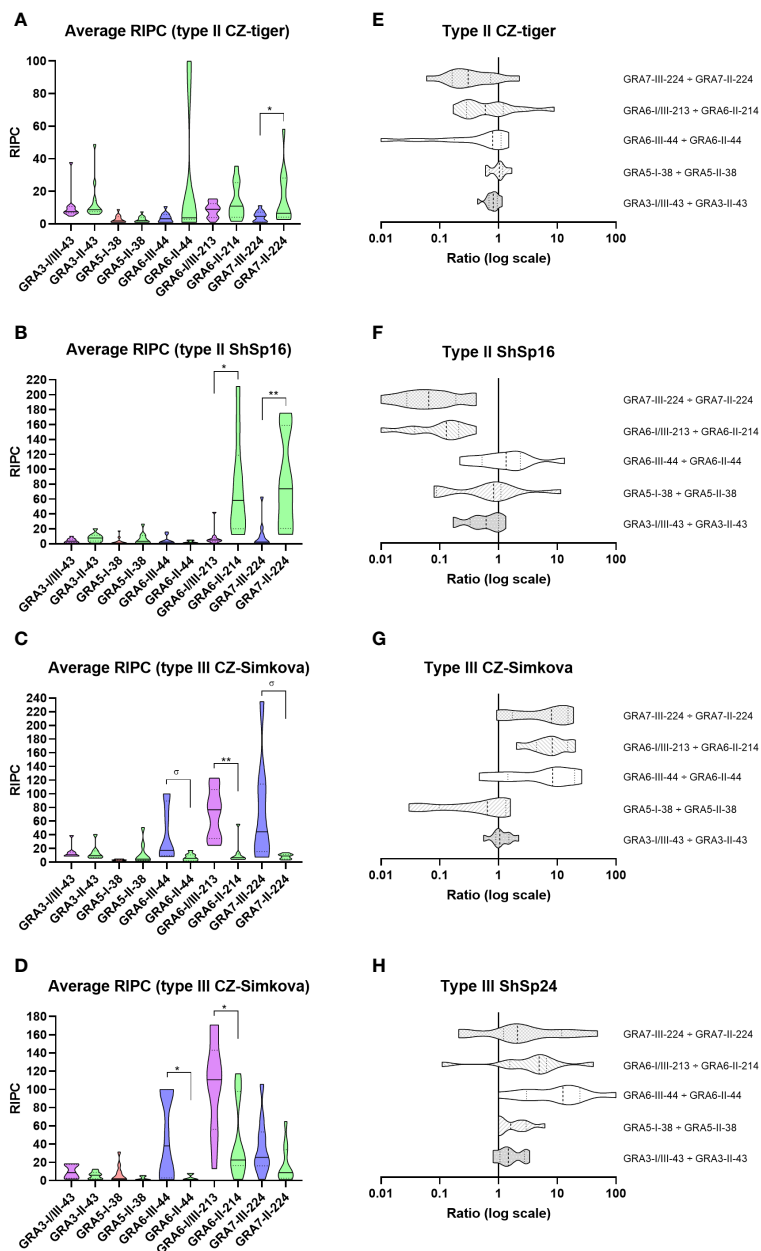 A
Average RIPC (type II CZ-tiger)
RIPC
100
80
60
40
20
0
*
GRA3-I/III-43
GRA3-II-43
GRA5-I-38
GRA5-II-38
GRA6-III-44
GRA6-II-44
GRA6-I/III-213
GRA6-II-214
GRA7-III-224
GRA7-II-224
E
Type II CZ-tiger
GRA7-III-224 ÷ GRA7-II-224
GRA6-I/III-213 ÷ GRA6-II-214
GRA6-III-44 ÷ GRA6-II-44
GRA5-I-38 ÷ GRA5-II-38
GRA3-I/III-43 ÷ GRA3-II-43
0.01 0.1 1 10 100
Ratio (log scale)
B
Average RIPC (type II ShSp16)
RIPC
220
200
180
160
140
120
100
80
60
40
20
0
*
**
GRA3-I/III-43
GRA3-II-43
GRA5-I-38
GRA5-II-38
GRA6-III-44
GRA6-II-44
GRA6-I/III-213
GRA6-II-214
GRA7-III-224
GRA7-II-224
F
Type II ShSp16
GRA7-III-224 ÷ GRA7-II-224
GRA6-I/III-213 ÷ GRA6-II-214
GRA6-III-44 ÷ GRA6-II-44
GRA5-I-38 ÷ GRA5-II-38
GRA3-I/III-43 ÷ GRA3-II-43
0.01 0.1 1 10 100
Ratio (log scale)
C
Average RIPC (type III CZ-Simkova)
RIPC
240
220
200
180
160
140
120
100
80
60
40
20
0
σ
**
σ
GRA3-I/III-43
GRA3-II-43
GRA5-I-38
GRA5-II-38
GRA6-III-44
GRA6-II-44
GRA6-I/III-213
GRA6-II-214
GRA7-III-224
GRA7-II-224
G
Type III CZ-Simkova
GRA7-III-224 ÷ GRA7-II-224
GRA6-I/III-213 ÷ GRA6-II-214
GRA6-III-44 ÷ GRA6-II-44
GRA5-I-38 ÷ GRA5-II-38
GRA3-I/III-43 ÷ GRA3-II-43
0.01 0.1 1 10 100
Ratio (log scale)
D
Average RIPC (type III CZ-Simkova)
RIPC
180
160
140
120
100
80
60
40
20
0
*
*
GRA3-I/III-43
GRA3-II-43
GRA5-I-38
GRA5-II-38
GRA6-III-44
GRA6-II-44
GRA6-I/III-213
GRA6-II-214
GRA7-III-224
GRA7-II-224
H
Type III ShSp24
GRA7-III-224 ÷ GRA7-II-224
GRA6-I/III-213 ÷ GRA6-II-214
GRA6-III-44 ÷ GRA6-II-44
GRA5-I-38 ÷ GRA5-II-38
GRA3-I/III-43 ÷ GRA3-II-43
0.01 0.1 1 10 100
Ratio (log scale)